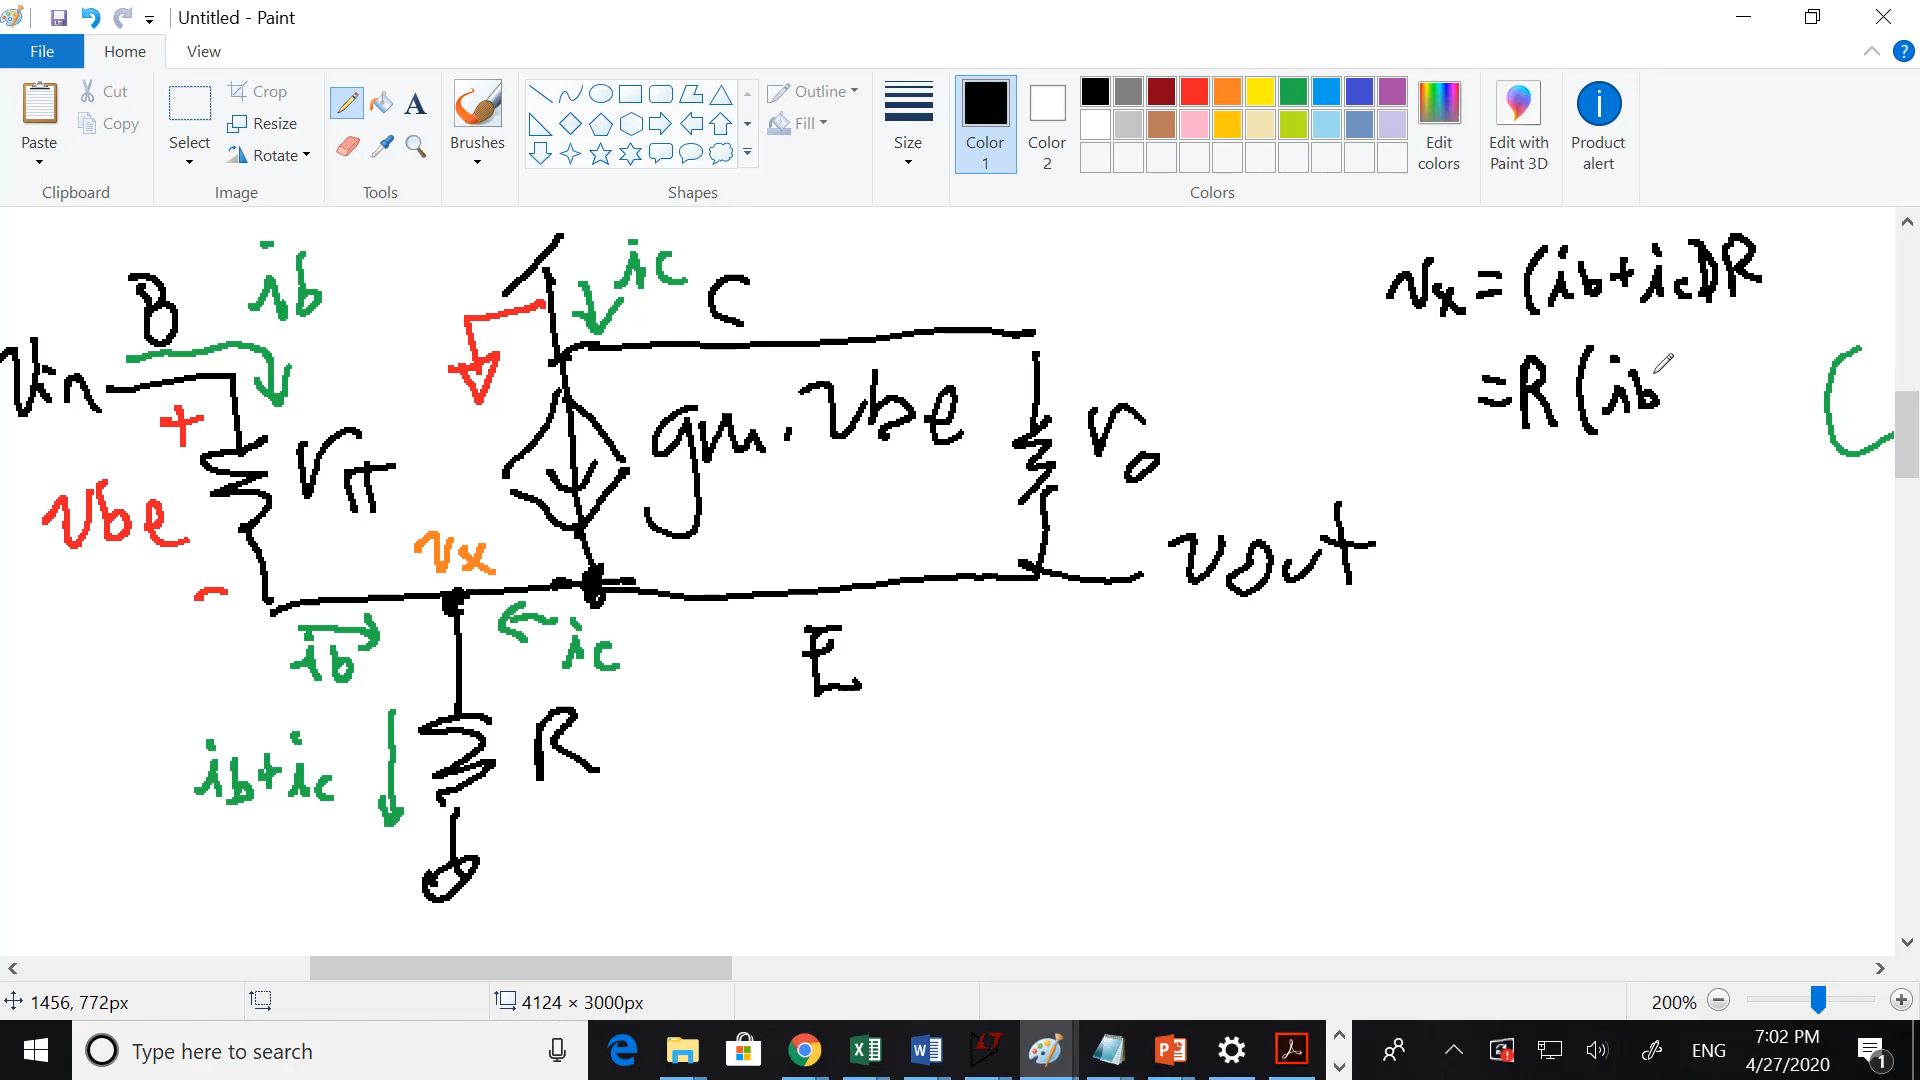 Untitled - Paint
File
Home
View
Paste
Cut
Copy
Clipboard
Select
Crop
Resize
Rotate
Image
Tools
Brushes
Shapes
Outline
Fill
Size
Color 1
Color 2
Edit colors
Colors
Edit with Paint 3D
Product alert
B
ib
ic
C
vx = (ib+ic)R
Vin
+
gm.vbe
ro
= R (ib
rπ
vbe
-
vx
vout
ib
ic
E
ib+ic
R
1456, 772px
4124 × 3000px
200%
Type here to search
ENG
7:02 PM
4/27/2020
1